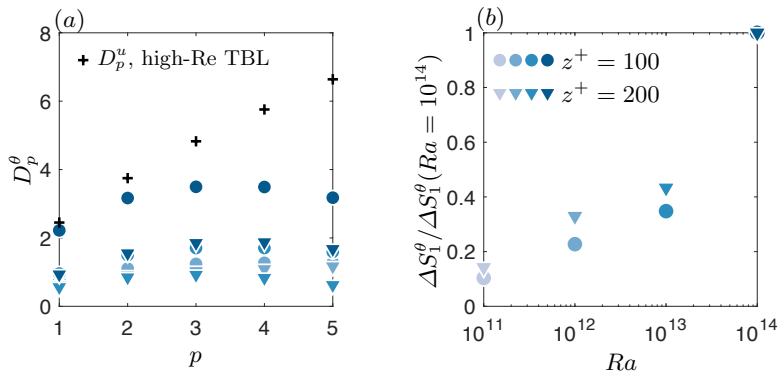 (a)
D_p^u, high-Re TBL
8
6
4
2
0
D_p^θ
1 2 3 4 5
p
(b)
z^+ = 100
z^+ = 200
1
0.8
0.6
0.4
0.2
0
ΔS_1^θ/ΔS_1^θ(Ra = 10^14)
10^11 10^12 10^13 10^14
Ra